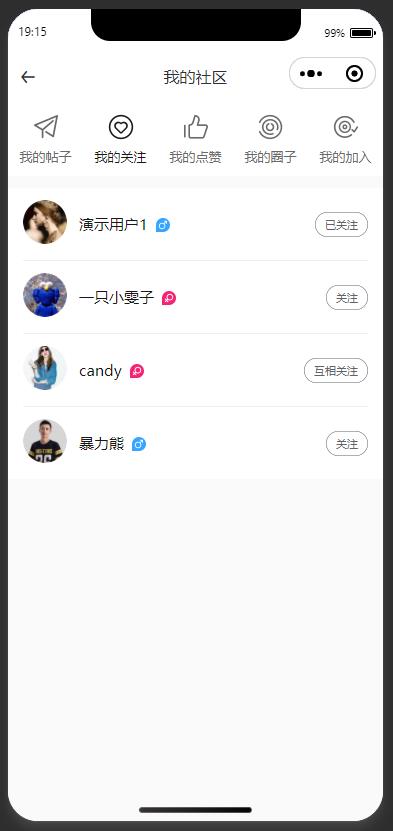 19:15
99%
我的社区
我的帖子
我的关注
我的点赞
我的圈子
我的加入
演示用户1
已关注
一只小雯子
关注
candy
互相关注
暴力熊
关注